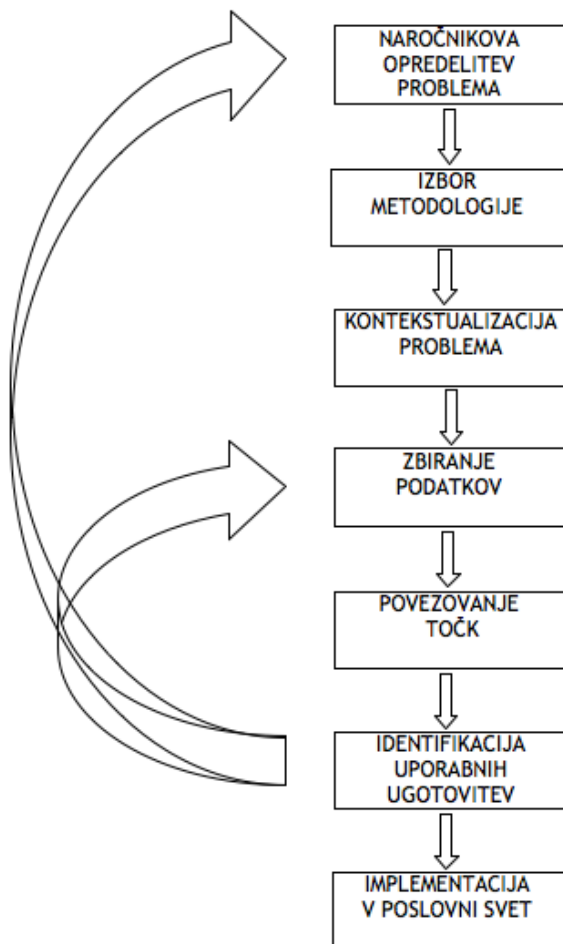 NAROČNIKOVA
OPREDELITEV
PROBLEMA
IZBOR
METODOLOGIJE
KONTEKSTUALIZACIJA
PROBLEMA
ZBIRANJE
PODATKOV
POVEZOVANJE
TOČK
IDENTIFIKACIJA
UPORABNIH
UGOTOVITEV
IMPLEMENTACIJA
V POSLOVNI SVET